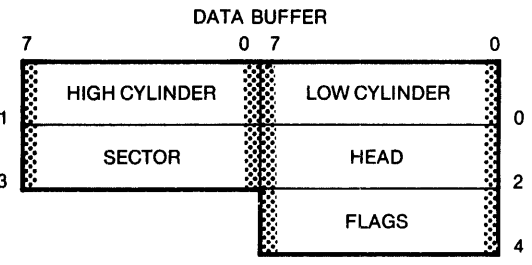 DATA BUFFER
7 0 7 0
HIGH CYLINDER LOW CYLINDER
1 0
SECTOR HEAD
3 2
FLAGS
4